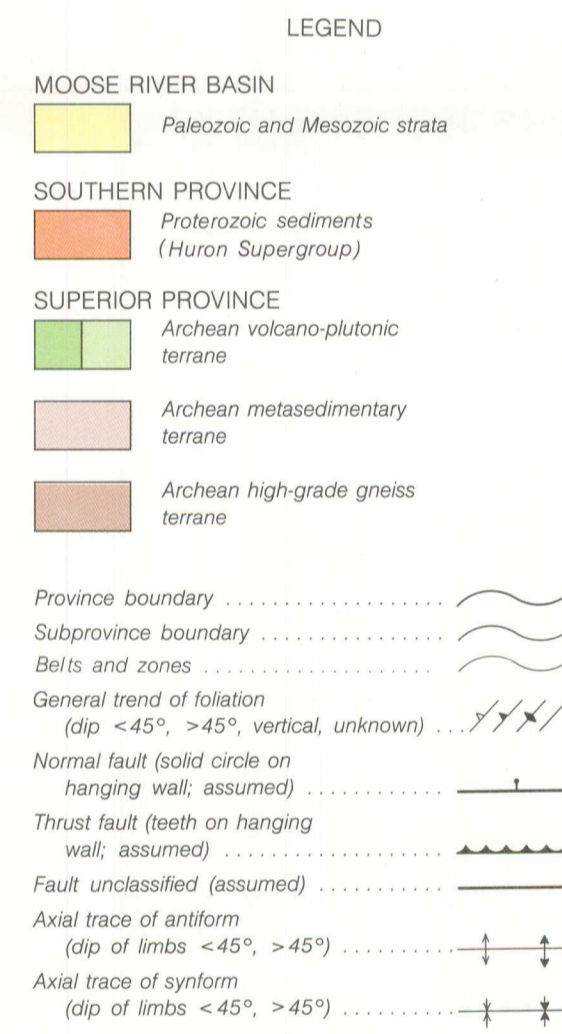 LEGEND
MOOSE RIVER BASIN
Paleozoic and Mesozoic strata
SOUTHERN PROVINCE
Proterozoic sediments
(Huron Supergroup)
SUPERIOR PROVINCE
Archean volcano-plutonic
terrane
Archean metasedimentary
terrane
Archean high-grade gneiss
terrane
Province boundary ...................
Subprovince boundary ................
Belts and zones ....................
General trend of foliation
(dip <45°, >45°, vertical, unknown) ...
Normal fault (solid circle on
hanging wall; assumed) ............
Thrust fault (teeth on hanging
wall; assumed) ...................
Fault unclassified (assumed) ...........
Axial trace of antiform
(dip of limbs <45°, >45°) ..........
Axial trace of synform
(dip of limbs <45°, >45°) ..........